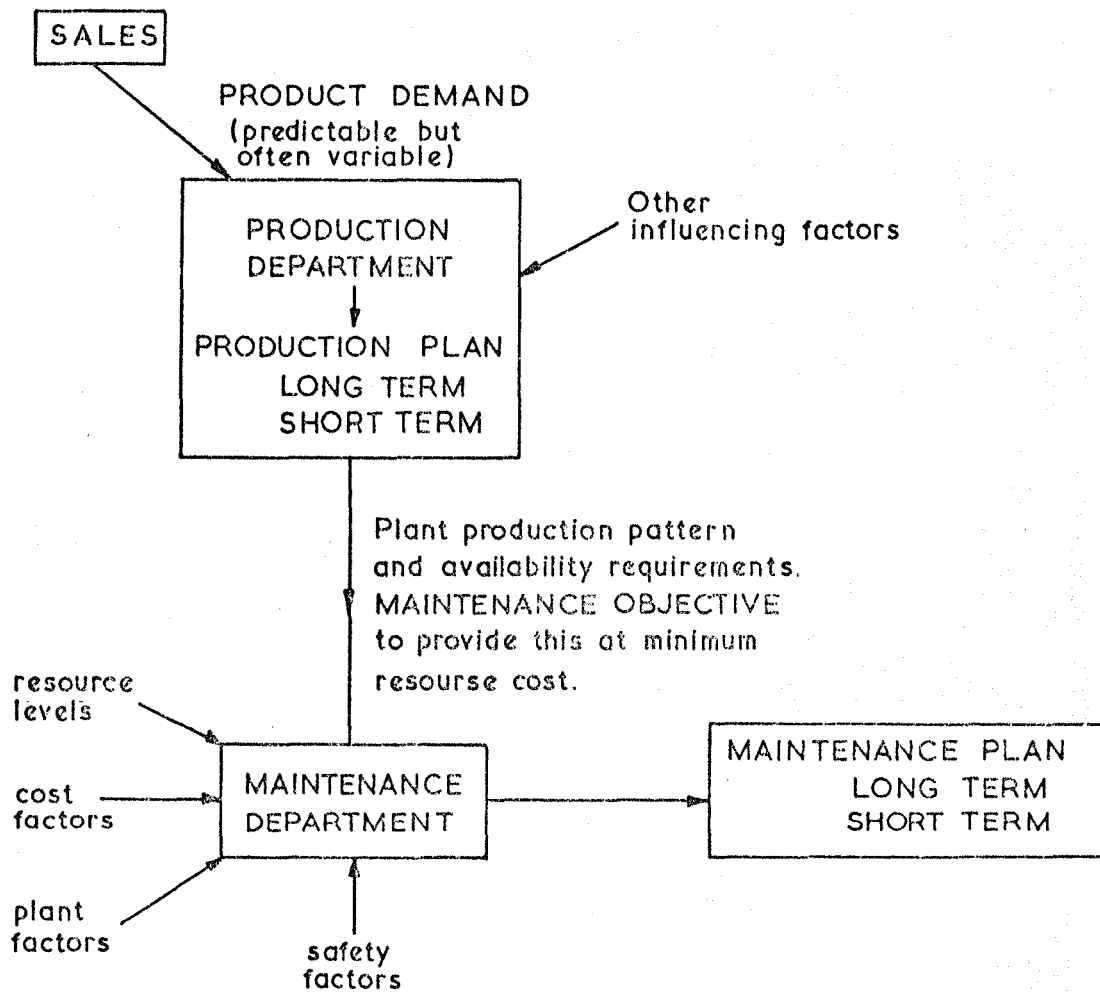 SALES
PRODUCT DEMAND
(predictable but
often variable)
Other
influencing factors
PRODUCTION
DEPARTMENT
PRODUCTION PLAN
LONG TERM
SHORT TERM
Plant production pattern
and availability requirements.
MAINTENANCE OBJECTIVE
to provide this at minimum
resourse cost.
resource
levels
cost
factors
plant
factors
safety
factors
MAINTENANCE
DEPARTMENT
MAINTENANCE PLAN
LONG TERM
SHORT TERM